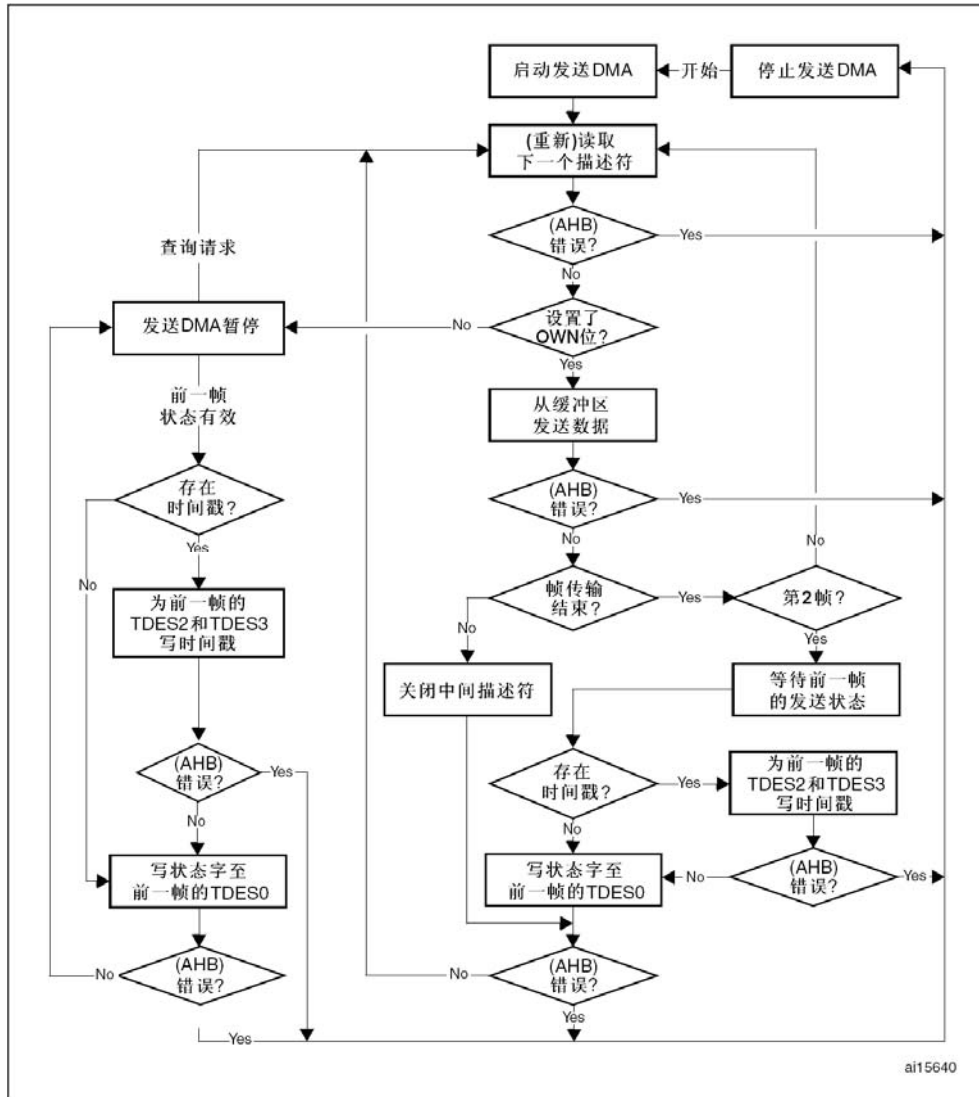 启动发送DMA
开始
停止发送DMA
(重新)读取
下一个描述符
(AHB)
错误?
Yes
No
查询请求
发送DMA暂停
No
设置了
OWN位?
Yes
前一帧
状态有效
从缓冲区
发送数据
存在
时间戳?
Yes
No
(AHB)
错误?
Yes
No
No
为前一帧的
TDES2和TDES3
写时间戳
帧传输
结束?
Yes
No
第2帧?
Yes
关闭中间描述符
等待前一帧
的发送状态
(AHB)
错误?
Yes
No
存在
时间戳?
Yes
No
为前一帧的
TDES2和TDES3
写时间戳
写状态字至
前一帧的TDES0
写状态字至
前一帧的TDES0
No
(AHB)
错误?
Yes
No
(AHB)
错误?
Yes
No
(AHB)
错误?
Yes
ai15640